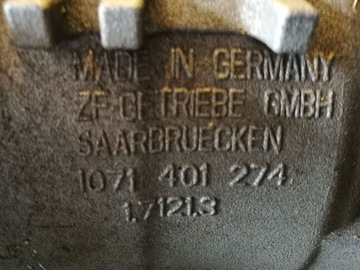 MADE IN GERMANY
ZF-GETRIEBE GMBH
SAARBRUECKEN
1071 401 274
1.7121.3